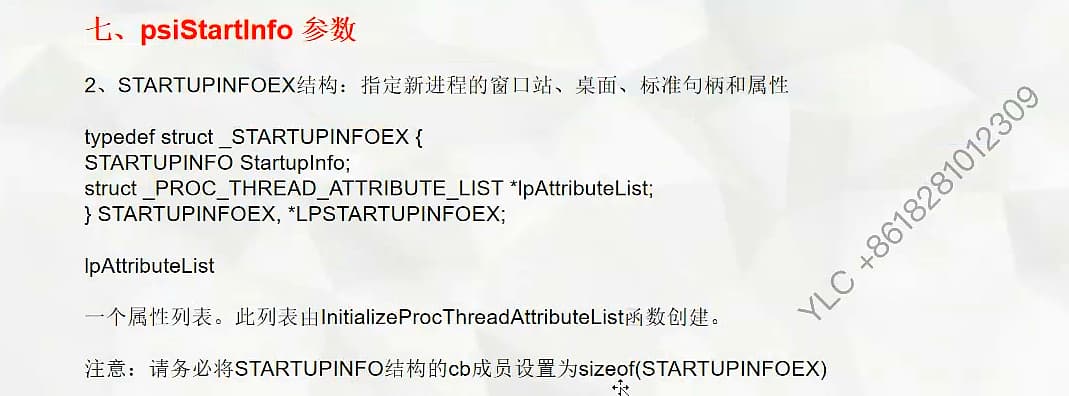 七、psiStartInfo 参数
2、STARTUPINFOEX结构：指定新进程的窗口站、桌面、标准句柄和属性
typedef struct _STARTUPINFOEX {
STARTUPINFO StartupInfo;
struct _PROC_THREAD_ATTRIBUTE_LIST *lpAttributeList;
} STARTUPINFOEX, *LPSTARTUPINFOEX;
lpAttributeList
一个属性列表。此列表由InitializeProcThreadAttributeList函数创建。
注意：请务必将STARTUPINFO结构的cb成员设置为sizeof(STARTUPINFOEX)
YLC +8618281012309